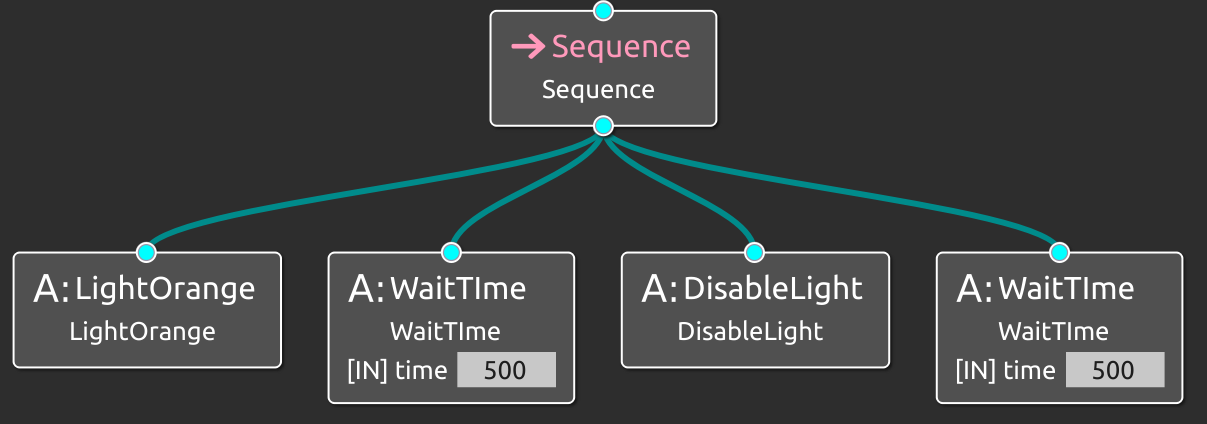 → Sequence
Sequence
A: LightOrange
LightOrange
A: WaitTIme
WaitTIme
[IN] time 500
A: DisableLight
DisableLight
A: WaitTIme
WaitTIme
[IN] time 500